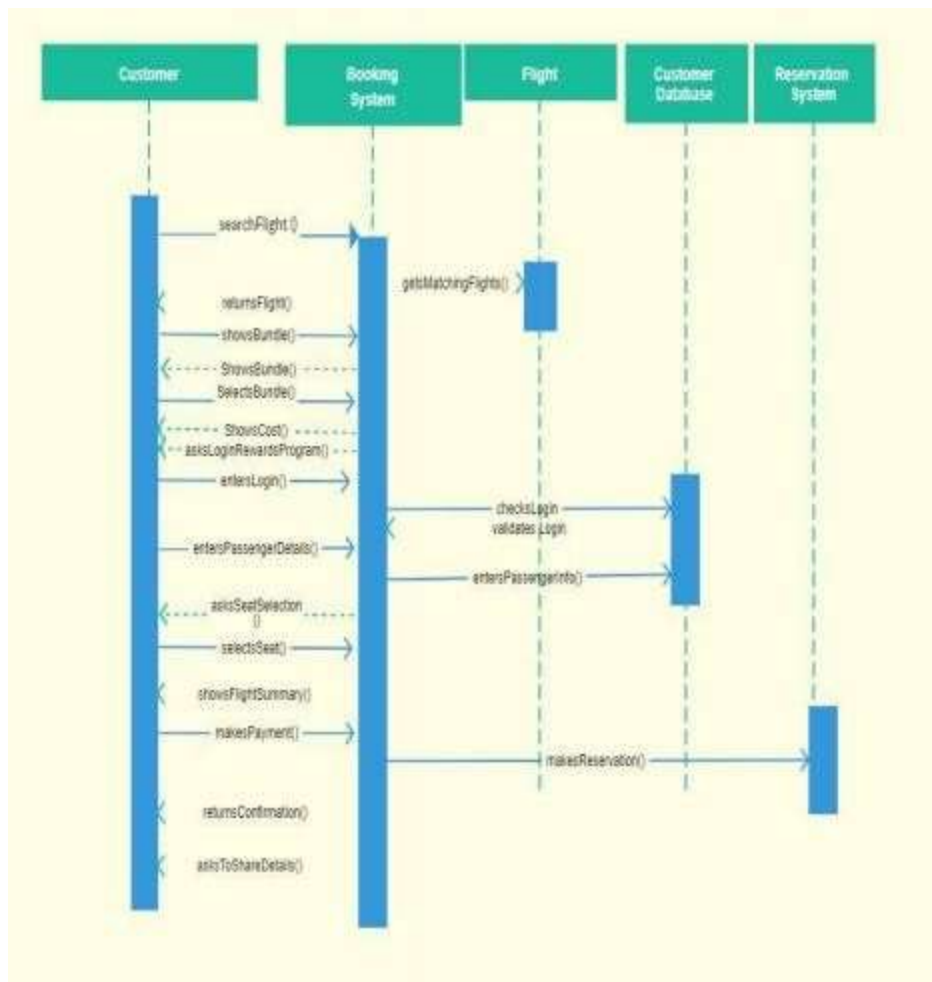 Customer
Booking
System
Flight
Customer
Database
Reservation
System
searchFlight ()
getsMatchingFlights()
returnsFlight()
showsBundle()
ShowsBundle()
SelectsBundle()
ShowsCost()
asksLoginRewardsProgram()
entersLogin()
checksLogin
validates Login
entersPassengerDetails()
entersPassengerInfo()
asksSeatSelection
()
selectsSeat()
showsFlightSummary()
makesPayment()
makesReservation()
returnsConfirmation()
asksToShareDetails()